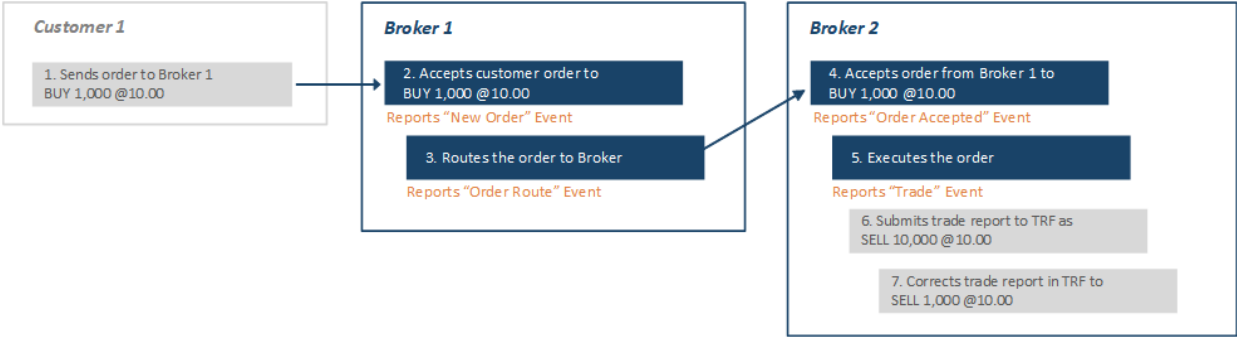 Customer 1
1. Sends order to Broker 1
BUY 1,000 @10.00
Broker 1
2. Accepts customer order to
BUY 1,000 @10.00
Reports “New Order” Event
3. Routes the order to Broker
Reports “Order Route” Event
Broker 2
4. Accepts order from Broker 1 to
BUY 1,000 @10.00
Reports “Order Accepted” Event
5. Executes the order
Reports “Trade” Event
6. Submits trade report to TRF as
SELL 10,000 @10.00
7. Corrects trade report in TRF to
SELL 1,000 @10.00